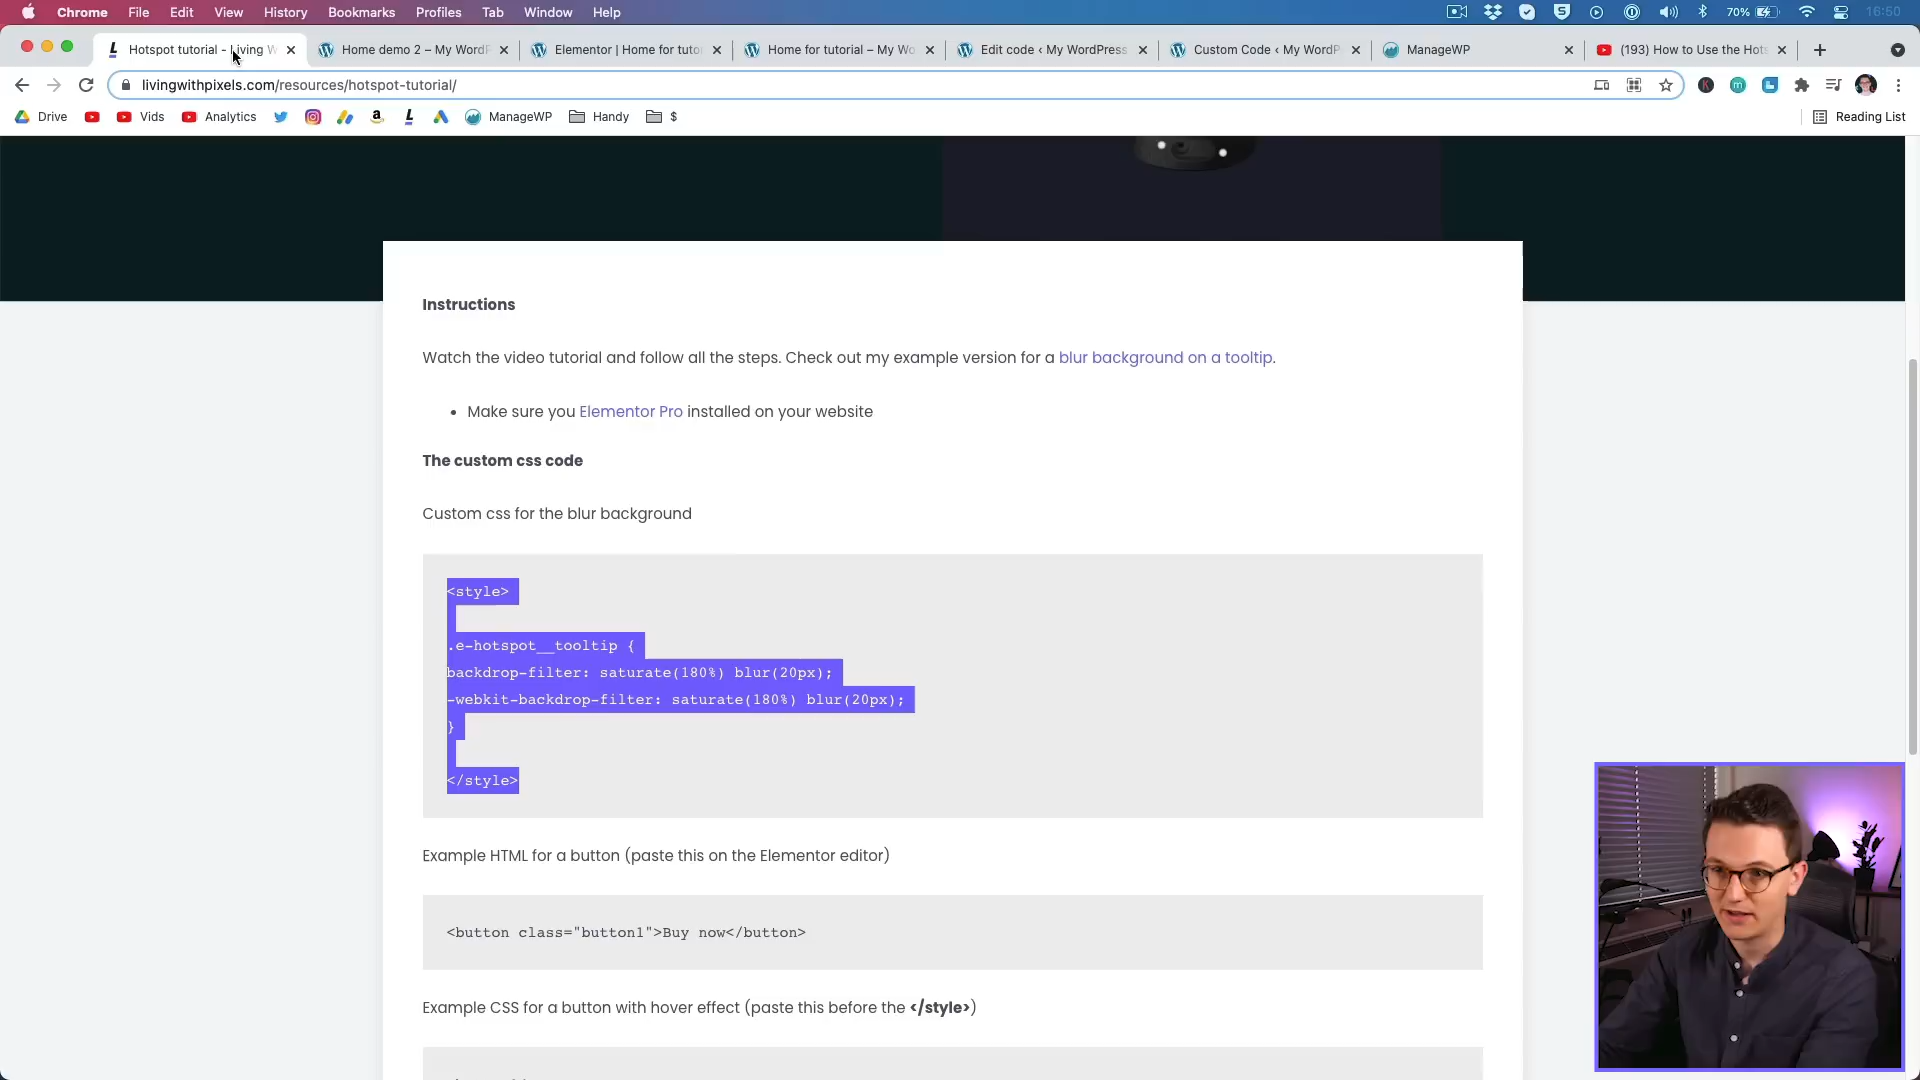 Chrome File Edit View History Bookmarks Profiles Tab Window Help 70% 16:50
Hotspot tutorial - Living W Home demo 2 – My WordP Elementor | Home for tutor Home for tutorial – My Wo Edit code ‹ My WordPress Custom Code ‹ My WordP ManageWP (193) How to Use the Hots
livingwithpixels.com/resources/hotspot-tutorial/
Drive Vids Analytics ManageWP Handy $ Reading List
Instructions
Watch the video tutorial and follow all the steps. Check out my example version for a blur background on a tooltip.
• Make sure you Elementor Pro installed on your website
The custom css code
Custom css for the blur background
<style>
.e-hotspot__tooltip {
backdrop-filter: saturate(180%) blur(20px);
-webkit-backdrop-filter: saturate(180%) blur(20px);
}
</style>
Example HTML for a button (paste this on the Elementor editor)
<button class="button1">Buy now</button>
Example CSS for a button with hover effect (paste this before the </style>)